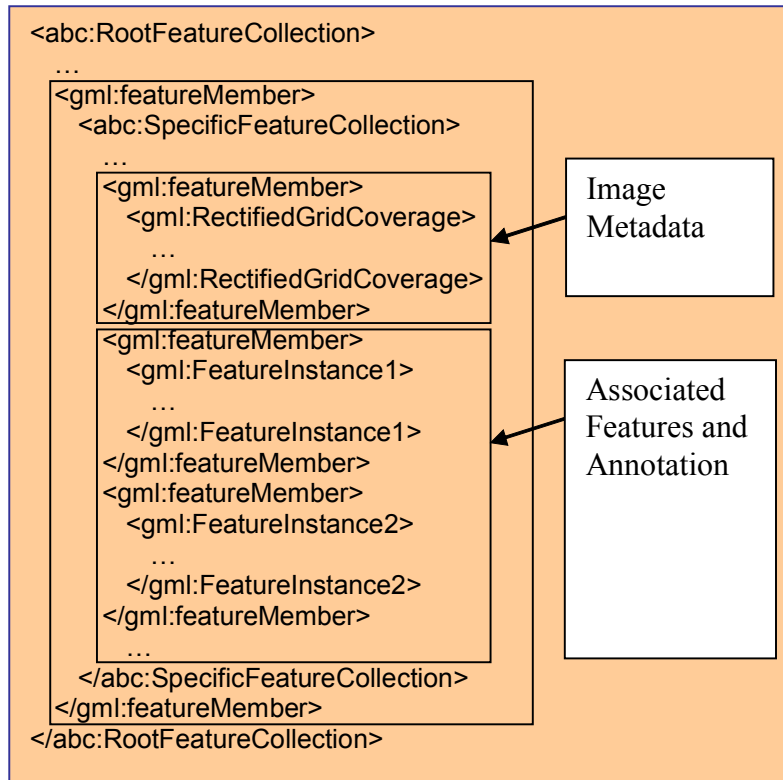 <abc:RootFeatureCollection>
…
<gml:featureMember>
<abc:SpecificFeatureCollection>
…
<gml:featureMember>
<gml:RectifiedGridCoverage>
…
</gml:RectifiedGridCoverage>
</gml:featureMember>
<gml:featureMember>
<gml:FeatureInstance1>
…
</gml:FeatureInstance1>
</gml:featureMember>
<gml:featureMember>
<gml:FeatureInstance2>
…
</gml:FeatureInstance2>
</gml:featureMember>
…
</abc:SpecificFeatureCollection>
</gml:featureMember>
</abc:RootFeatureCollection>
Image
Metadata
Associated
Features and
Annotation